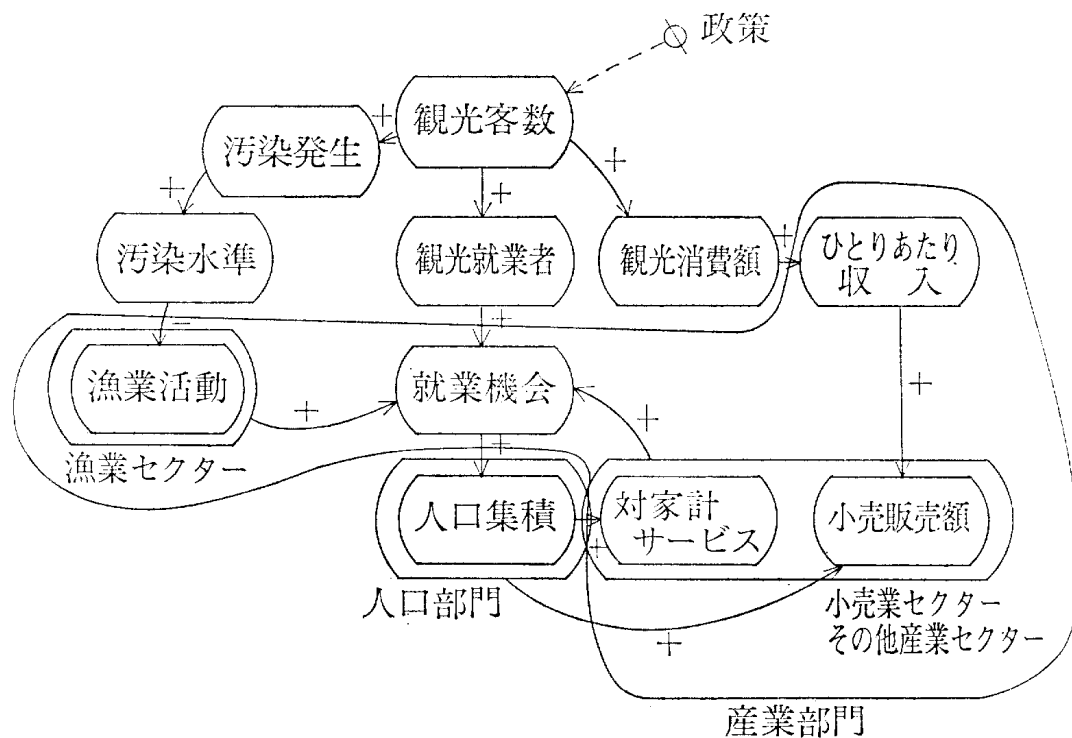 政策
観光客数
+
汚染発生
+
+
+
汚染水準
観光就業者
観光消費額
+
ひとりあたり
収 入
−
+
漁業活動
+
就業機会
+
+
漁業セクター
+
人口集積
+
対家計
サービス
小売販売額
人口部門
+
小売業セクター
その他産業セクター
産業部門